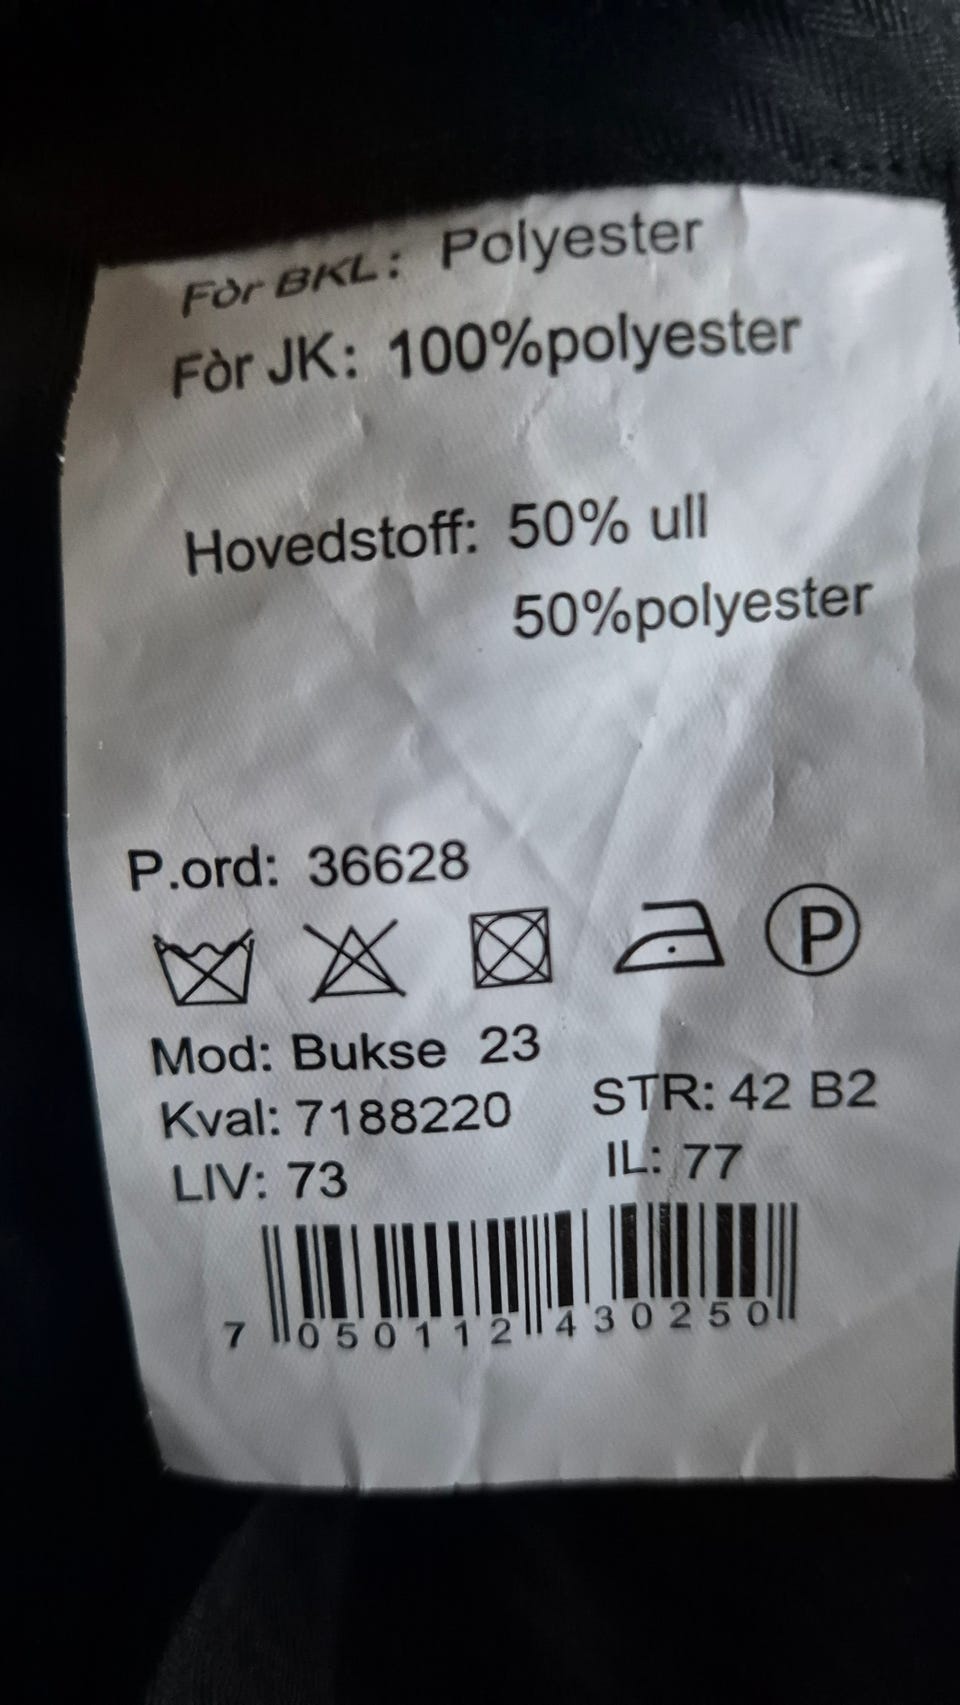 Fòr BKL: Polyester
Fòr JK: 100%polyester
Hovedstoff: 50% ull
50%polyester
P.ord: 36628
P
Mod: Bukse 23
Kval: 7188220 STR: 42 B2
LIV: 73 IL: 77
7 050112 430250